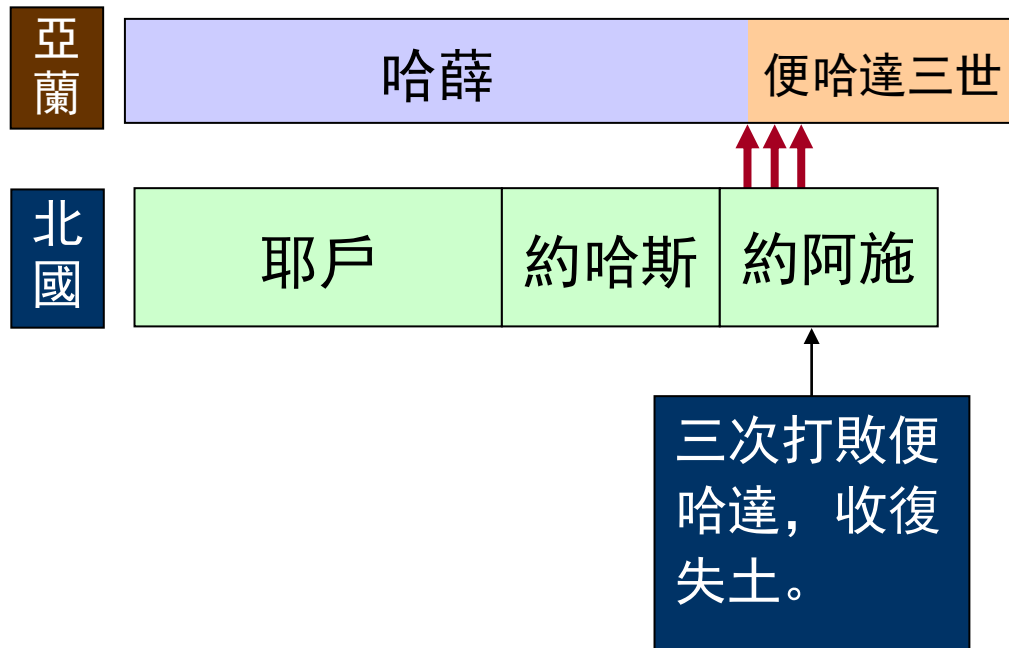 亞
蘭
哈薛
便哈達三世
北
國
耶戶
約哈斯
約阿施
三次打敗便
哈達，收復
失土。